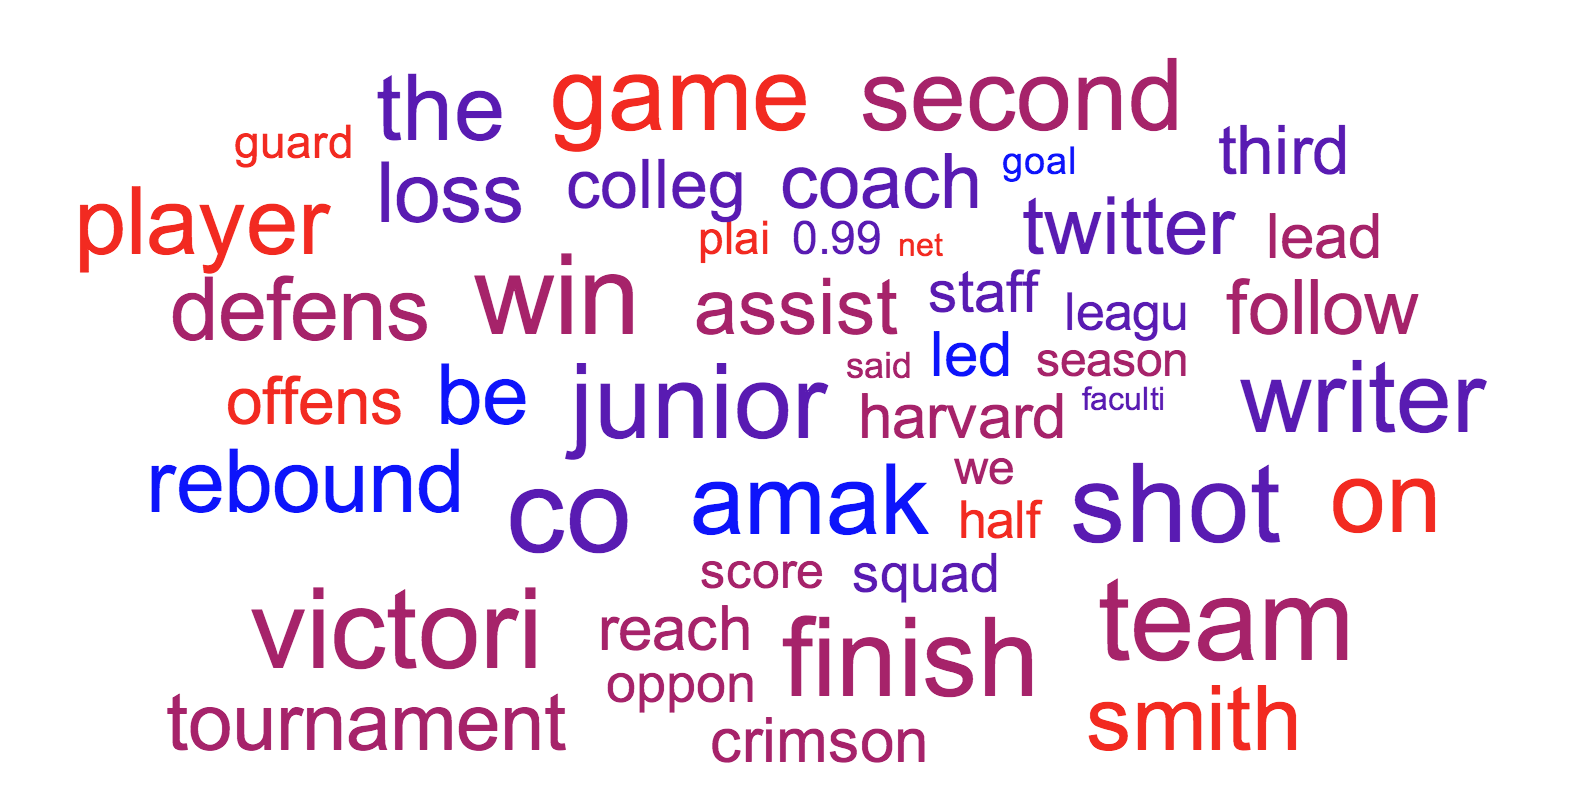 the game second
guard third
loss colleg coach goal
player plai 0.99 net twitter lead
defens win assist staff leagu follow
offens be junior said led season
harvard faculti writer
rebound co amak we shot on
half
score squad
victori reach finish team
oppon
tournament crimson smith